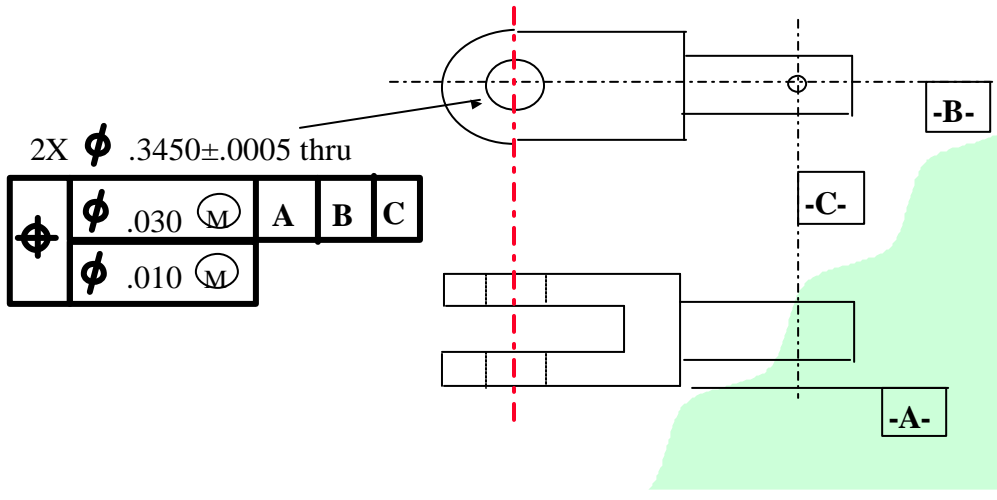 2X ⌀ .3450±.0005 thru
⌖ ⌀ .030 Ⓜ A B C
⌀ .010 Ⓜ
-B-
-C-
-A-